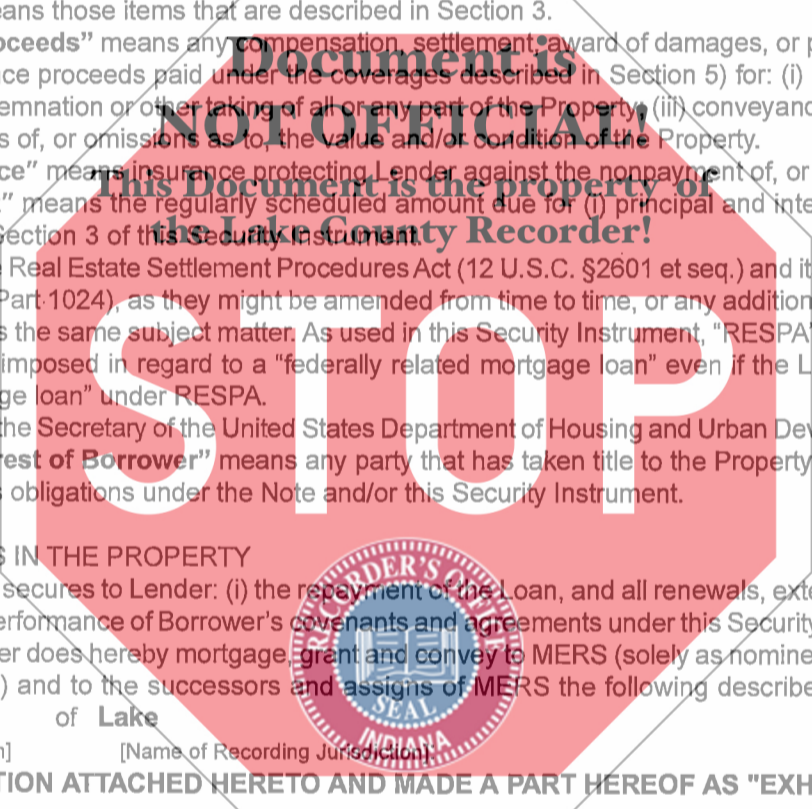 eans those items that are described in Section 3.
oceeds” means any compensation, settlement, award of damages, or p
ce proceeds paid under the coverages described in Section 5) for: (i)
emnation or other taking of all or any part of the Property; (iii) conveyanc
s of, or omissions as to, the value and/or condition of the Property.
ce” means insurance protecting Lender against the nonpayment of, or
” means the regularly scheduled amount due for (i) principal and inte
Section 3 of this Security Instrument.
Real Estate Settlement Procedures Act (12 U.S.C. §2601 et seq.) and it
Part 1024), as they might be amended from time to time, or any addition
s the same subject matter. As used in this Security Instrument, “RESPA”
imposed in regard to a “federally related mortgage loan” even if the L
ge loan” under RESPA.
the Secretary of the United States Department of Housing and Urban Dev
rest of Borrower” means any party that has taken title to the Property
s obligations under the Note and/or this Security Instrument.
S IN THE PROPERTY
secures to Lender: (i) the repayment of the Loan, and all renewals, exte
erformance of Borrower’s covenants and agreements under this Security
er does hereby mortgage, grant and convey to MERS (solely as nomine
) and to the successors and assigns of MERS the following describe
of Lake
n] [Name of Recording Jurisdiction]:
TION ATTACHED HERETO AND MADE A PART HEREOF AS "EXH
Document is
NOT OFFICIAL!
This Document is the property of
the Lake County Recorder!
STOP
RECORDER'S OFFICE
SEAL
INDIANA